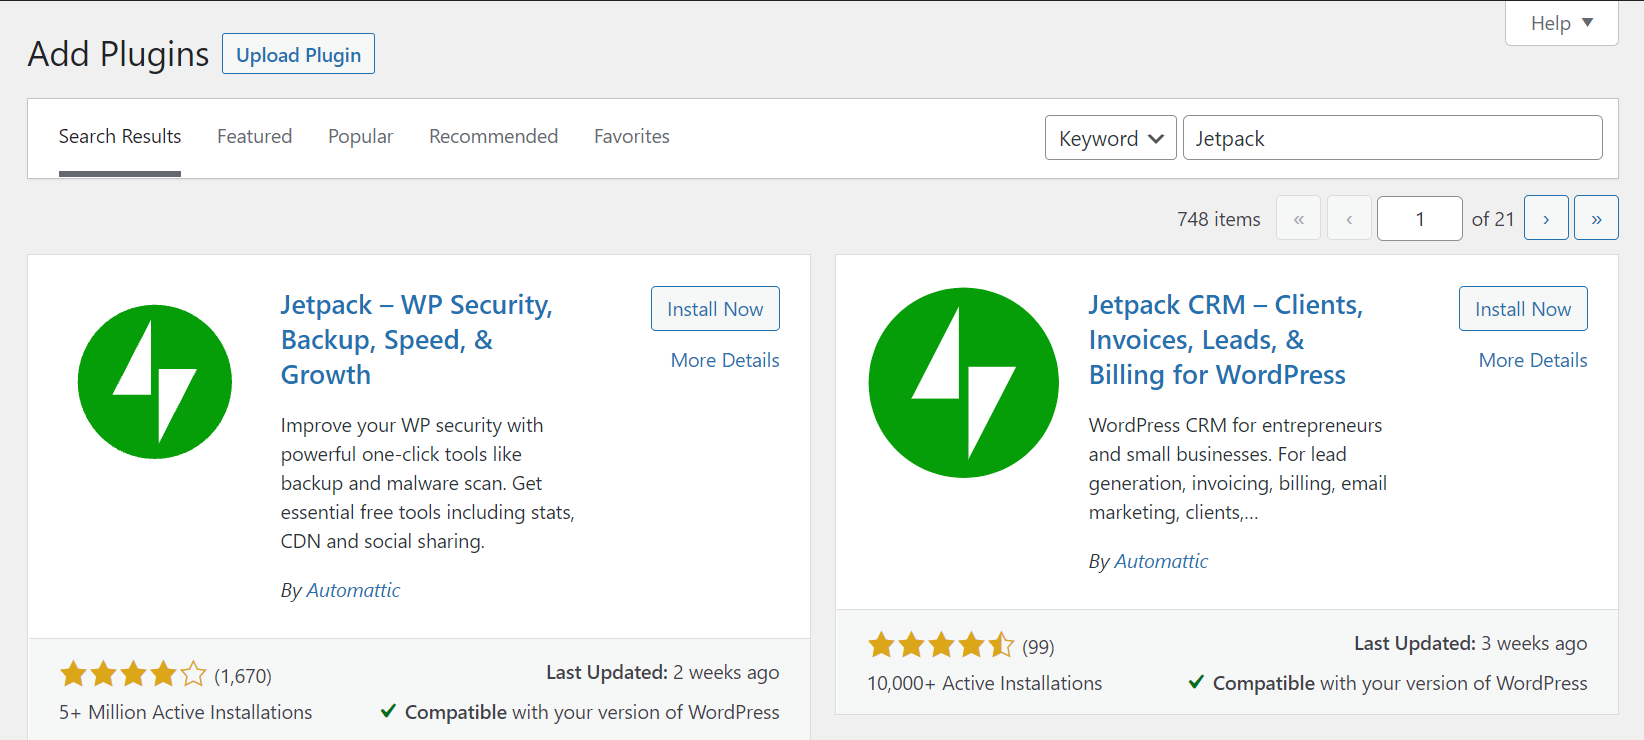 Help
Add Plugins
Upload Plugin
Search Results Featured Popular Recommended Favorites
Keyword
Jetpack
748 items « ‹ 1 of 21 › »
Jetpack – WP Security,
Backup, Speed, &
Growth
Install Now
More Details
Improve your WP security with
powerful one-click tools like
backup and malware scan. Get
essential free tools including stats,
CDN and social sharing.
By Automattic
(1,670)
Last Updated: 2 weeks ago
5+ Million Active Installations
Compatible with your version of WordPress
Jetpack CRM – Clients,
Invoices, Leads, &
Billing for WordPress
Install Now
More Details
WordPress CRM for entrepreneurs
and small businesses. For lead
generation, invoicing, billing, email
marketing, clients,…
By Automattic
(99)
Last Updated: 3 weeks ago
10,000+ Active Installations
Compatible with your version of WordPress